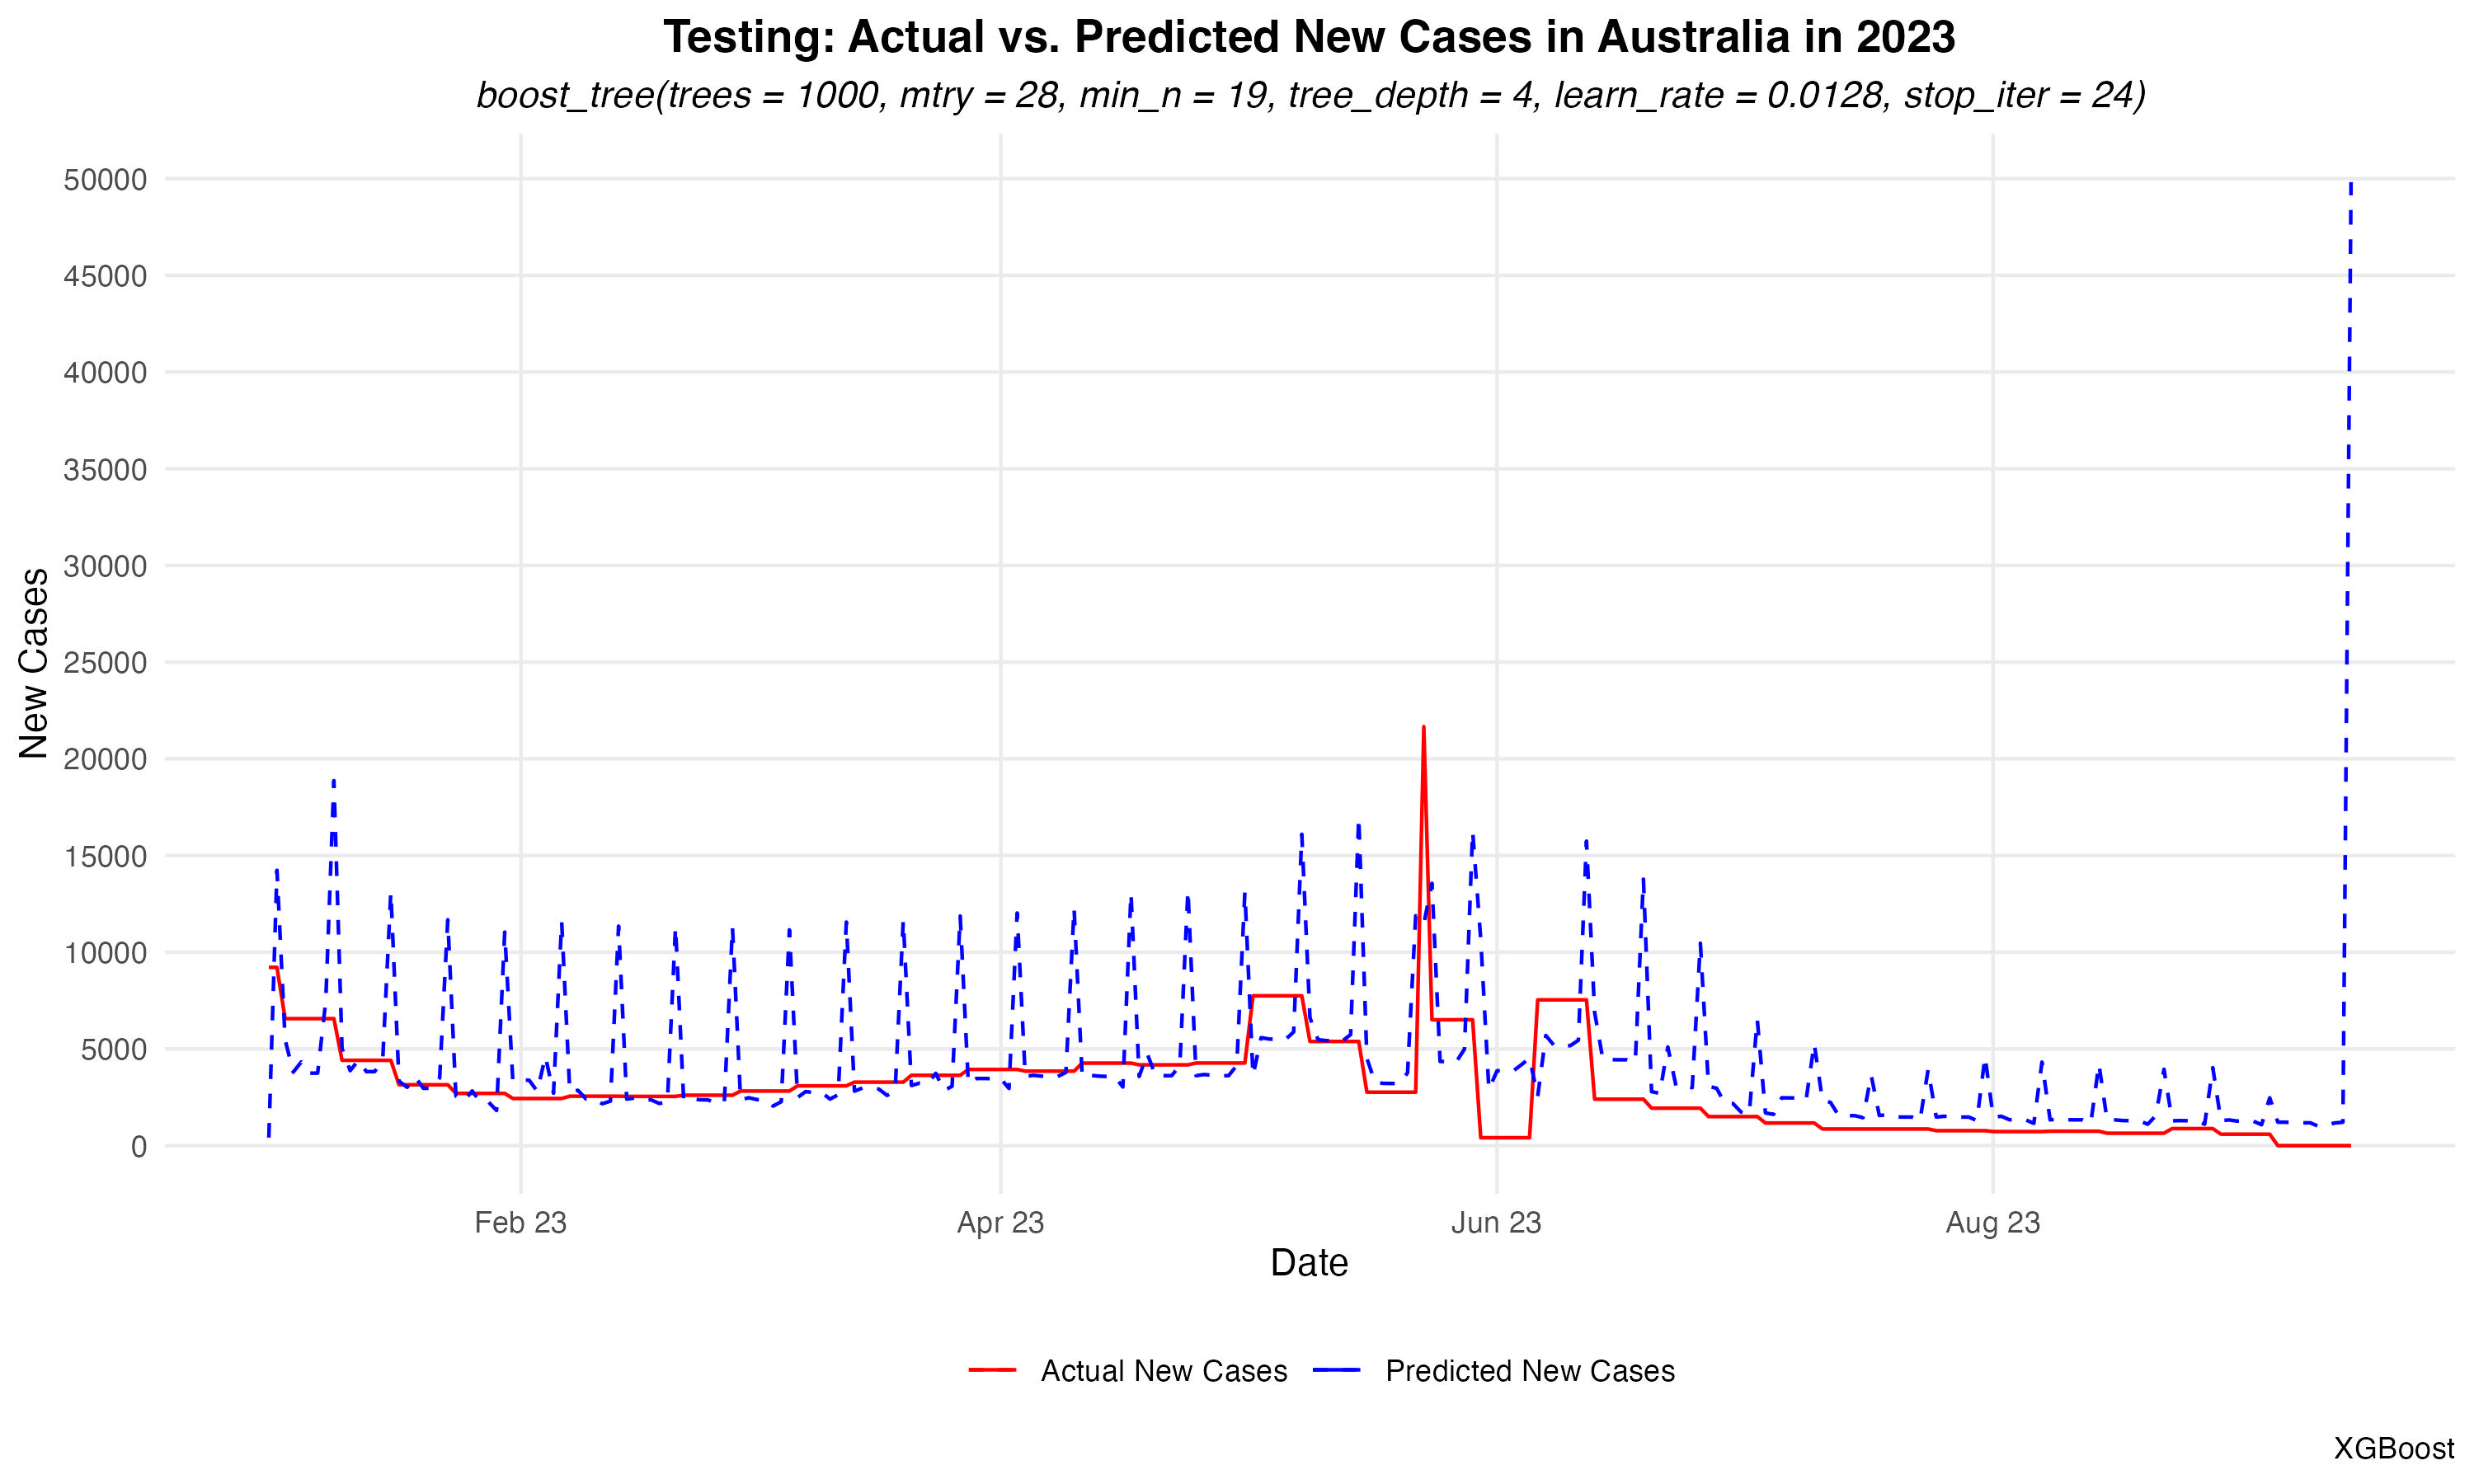 Testing: Actual vs. Predicted New Cases in Australia in 2023
boost_tree(trees = 1000, mtry = 28, min_n = 19, tree_depth = 4, learn_rate = 0.0128, stop_iter = 24)
50000
45000
40000
35000
30000
25000
20000
15000
10000
5000
0
New Cases
Feb 23 Apr 23 Jun 23 Aug 23
Date
Actual New Cases Predicted New Cases
XGBoost